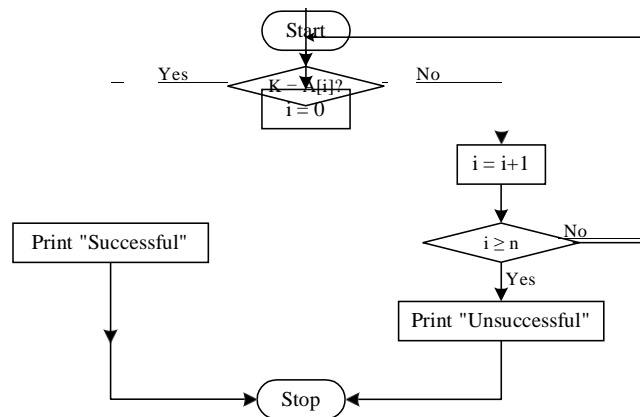 Start
Yes
No
K = A[i]?
i = 0
i = i+1
Print "Successful"
i ≥ n
No
Yes
Print "Unsuccessful"
Stop